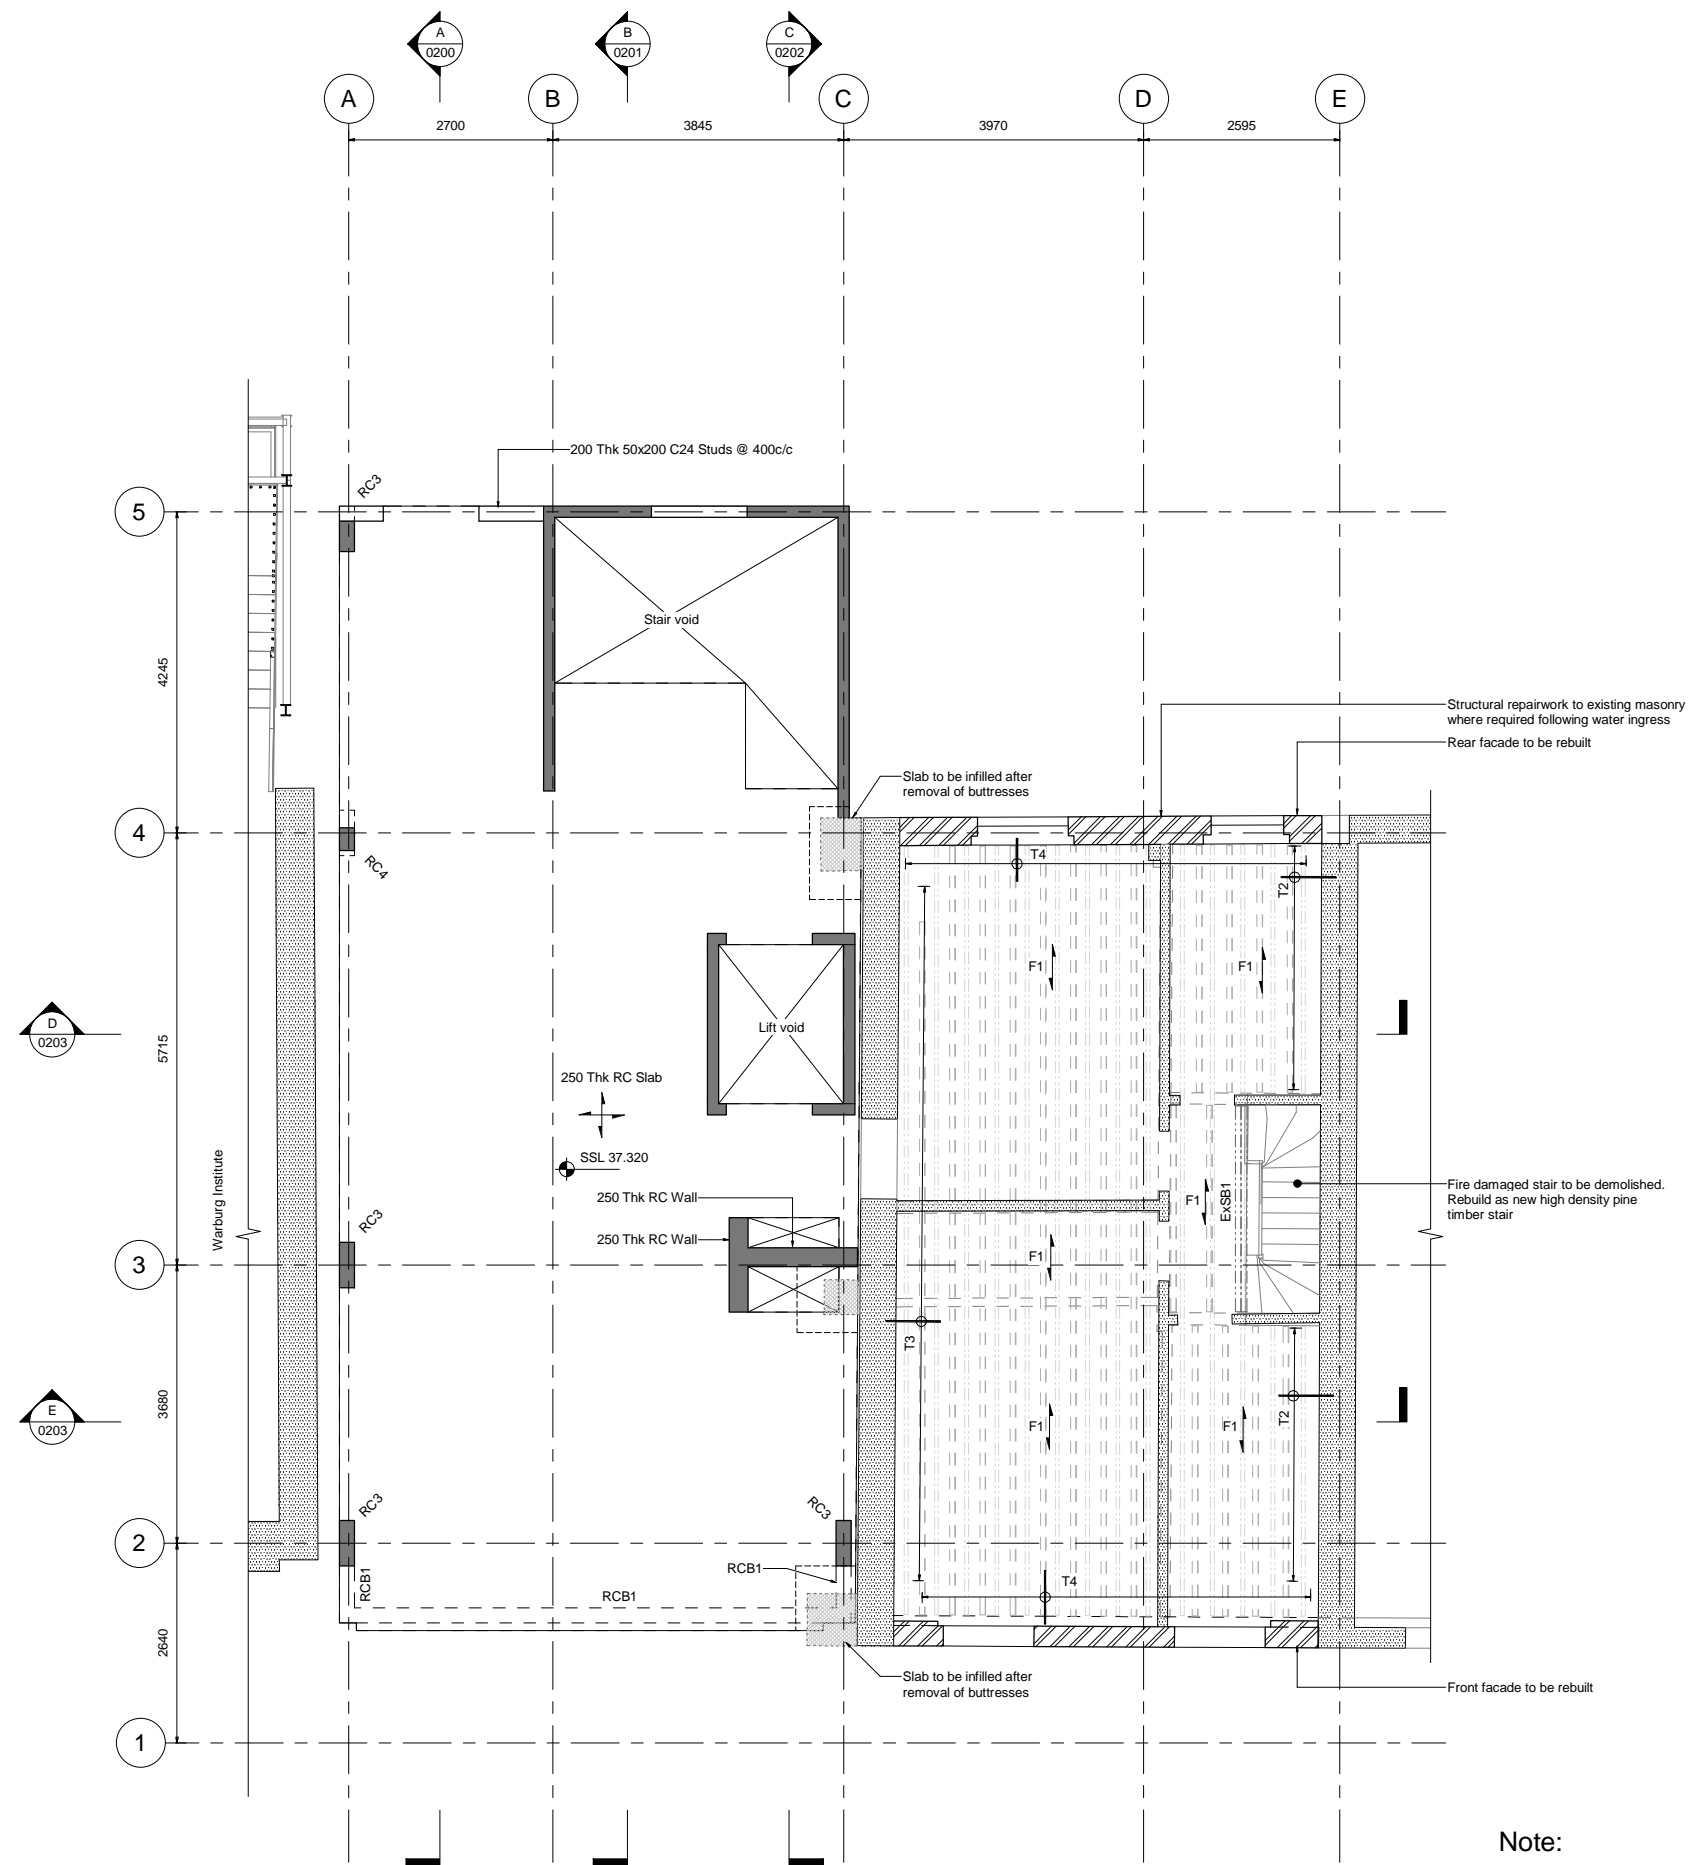 A
0200
B
0201
C
0202
A
B
C
D
E
2700
3845
3970
2595
200 Thk 50x200 C24 Studs @ 400c/c
RC3
5
Stair void
4245
Structural repairwork to existing masonry
where required following water ingress
Rear facade to be rebuilt
Slab to be infilled after
removal of buttresses
4
RC4
T4
T2
F1
F1
D
0203
5715
Lift void
250 Thk RC Slab
SSL 37.320
Warburg Institute
250 Thk RC Wall
250 Thk RC Wall
RC3
F1
ExSB1
Fire damaged stair to be demolished.
Rebuild as new high density pine
timber stair
3
F1
T3
E
0203
3680
F1
F1
T2
RC3
RC3
2
RCB1
RCB1
RCB1
T4
2640
Slab to be infilled after
removal of buttresses
Front facade to be rebuilt
1
Note: